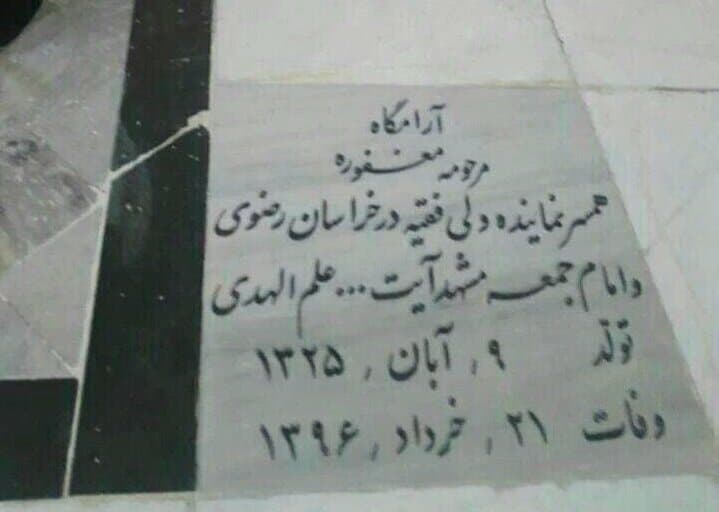 آرامگاه
مرحومه مغفوره
همسر نماینده ولی فقیه در خراسان رضوی
و امام جمعه مشهد آیت ... علم الهدی
تولد ۹ , آبان , ۱۳۲۵
وفات ۲۱ , خرداد , ۱۳۹۶